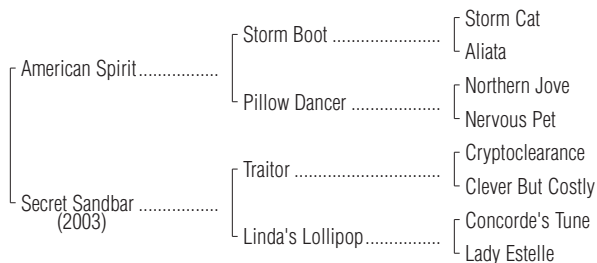 Storm Cat
Storm Boot ........................
Aliata
American Spirit.................
Northern Jove
Pillow Dancer ....................
Nervous Pet
Cryptoclearance
Traitor .................................
Clever But Costly
Secret Sandbar .................
(2003)
Concorde's Tune
Linda's Lollipop.................
Lady Estelle